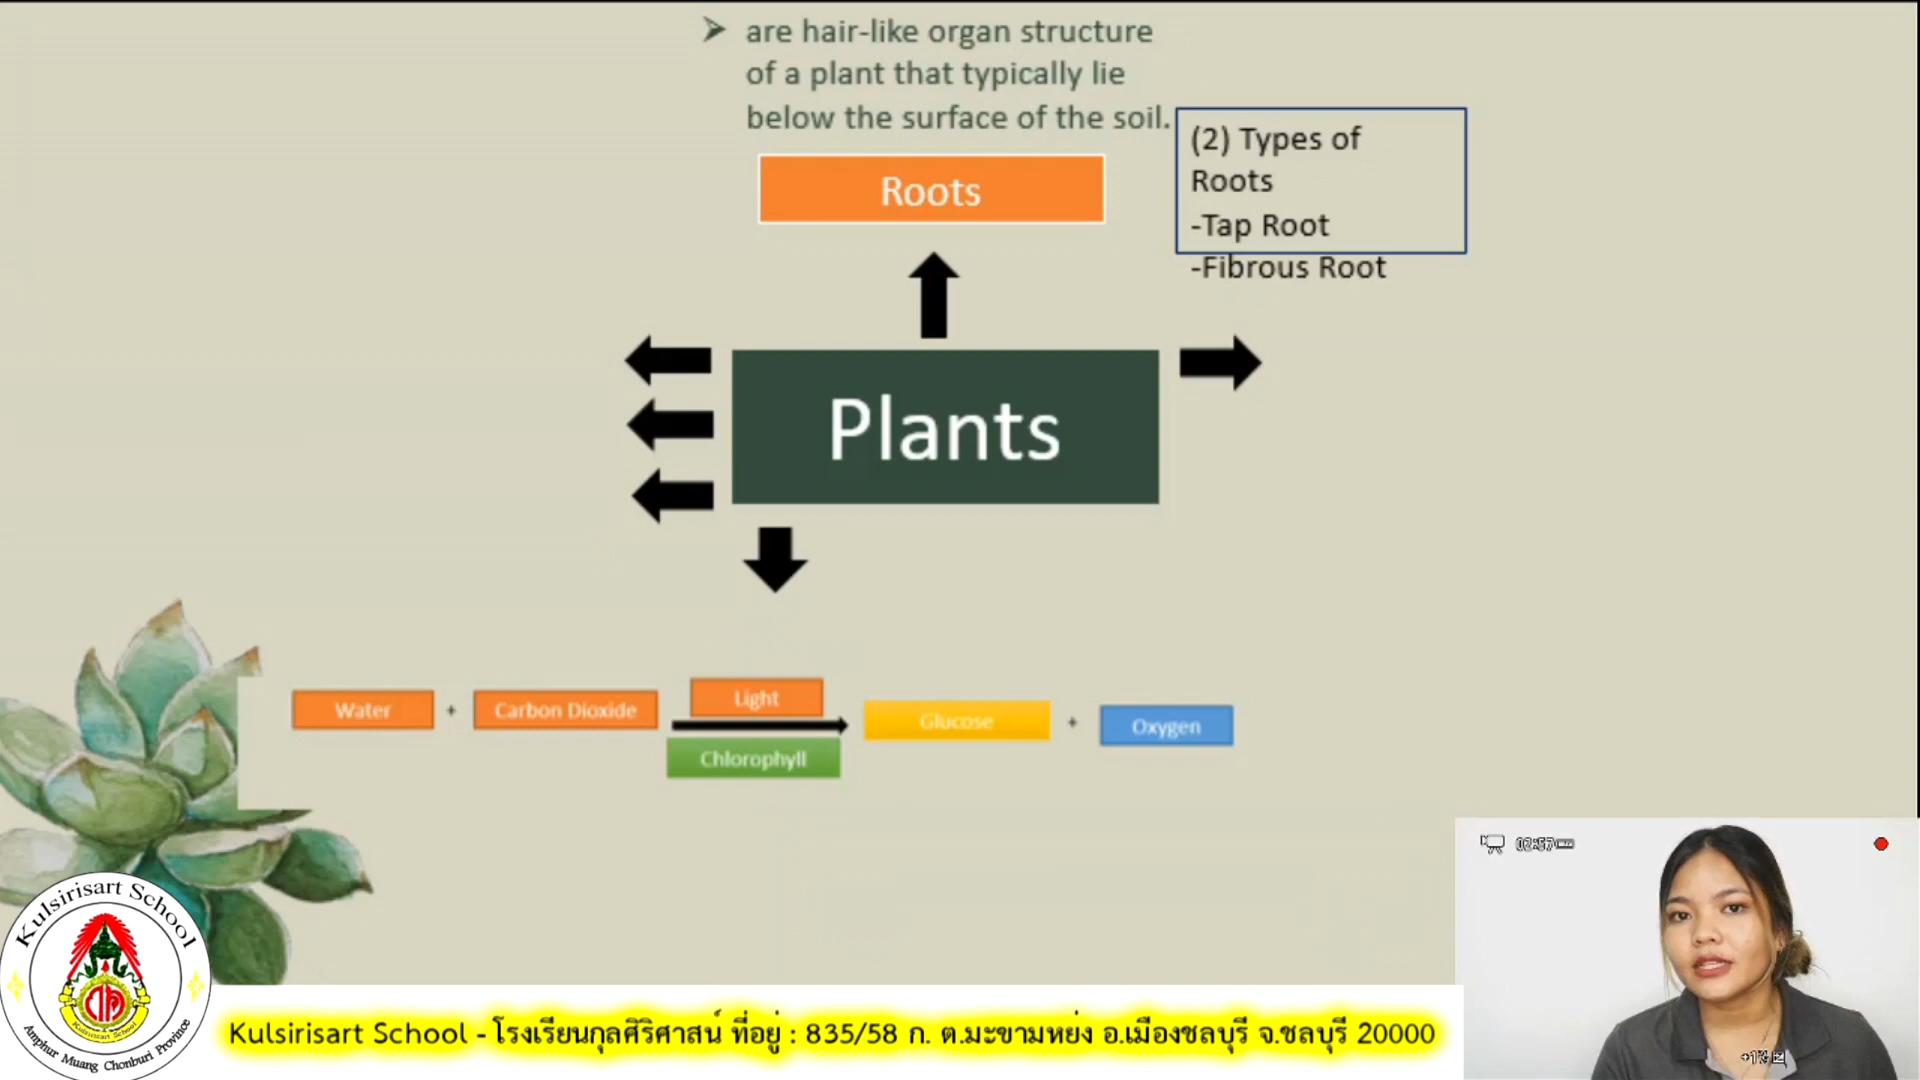 ➤ are hair-like organ structure
of a plant that typically lie
below the surface of the soil.
(2) Types of
Roots
-Tap Root
-Fibrous Root
Roots
Plants
Water + Carbon Dioxide
Light
Chlorophyll
Glucose + Oxygen
02:57
Kulsirisart School
Kulsirisart School
Amphur Muang Chonburi Province
Kulsirisart School - โรงเรียนกุลศิริศาสน์ ที่อยู่ : 835/58 ก. ต.มะขามหย่ง อ.เมืองชลบุรี จ.ชลบุรี 20000